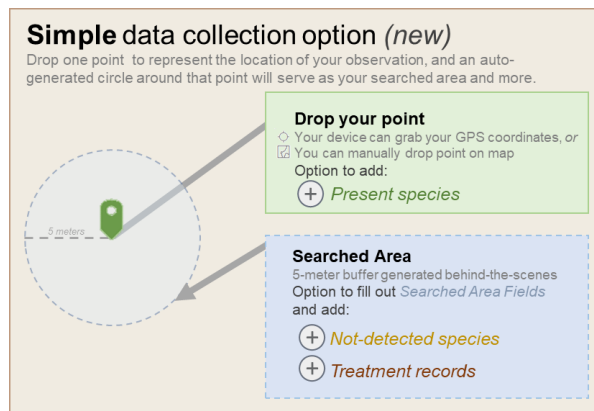 Simple data collection option (new)
Drop one point to represent the location of your observation, and an auto-
generated circle around that point will serve as your searched area and more.
Drop your point
Your device can grab your GPS coordinates, or
You can manually drop point on map
Option to add:
Present species
5 meters
Searched Area
5-meter buffer generated behind-the-scenes
Option to fill out Searched Area Fields
and add:
Not-detected species
Treatment records